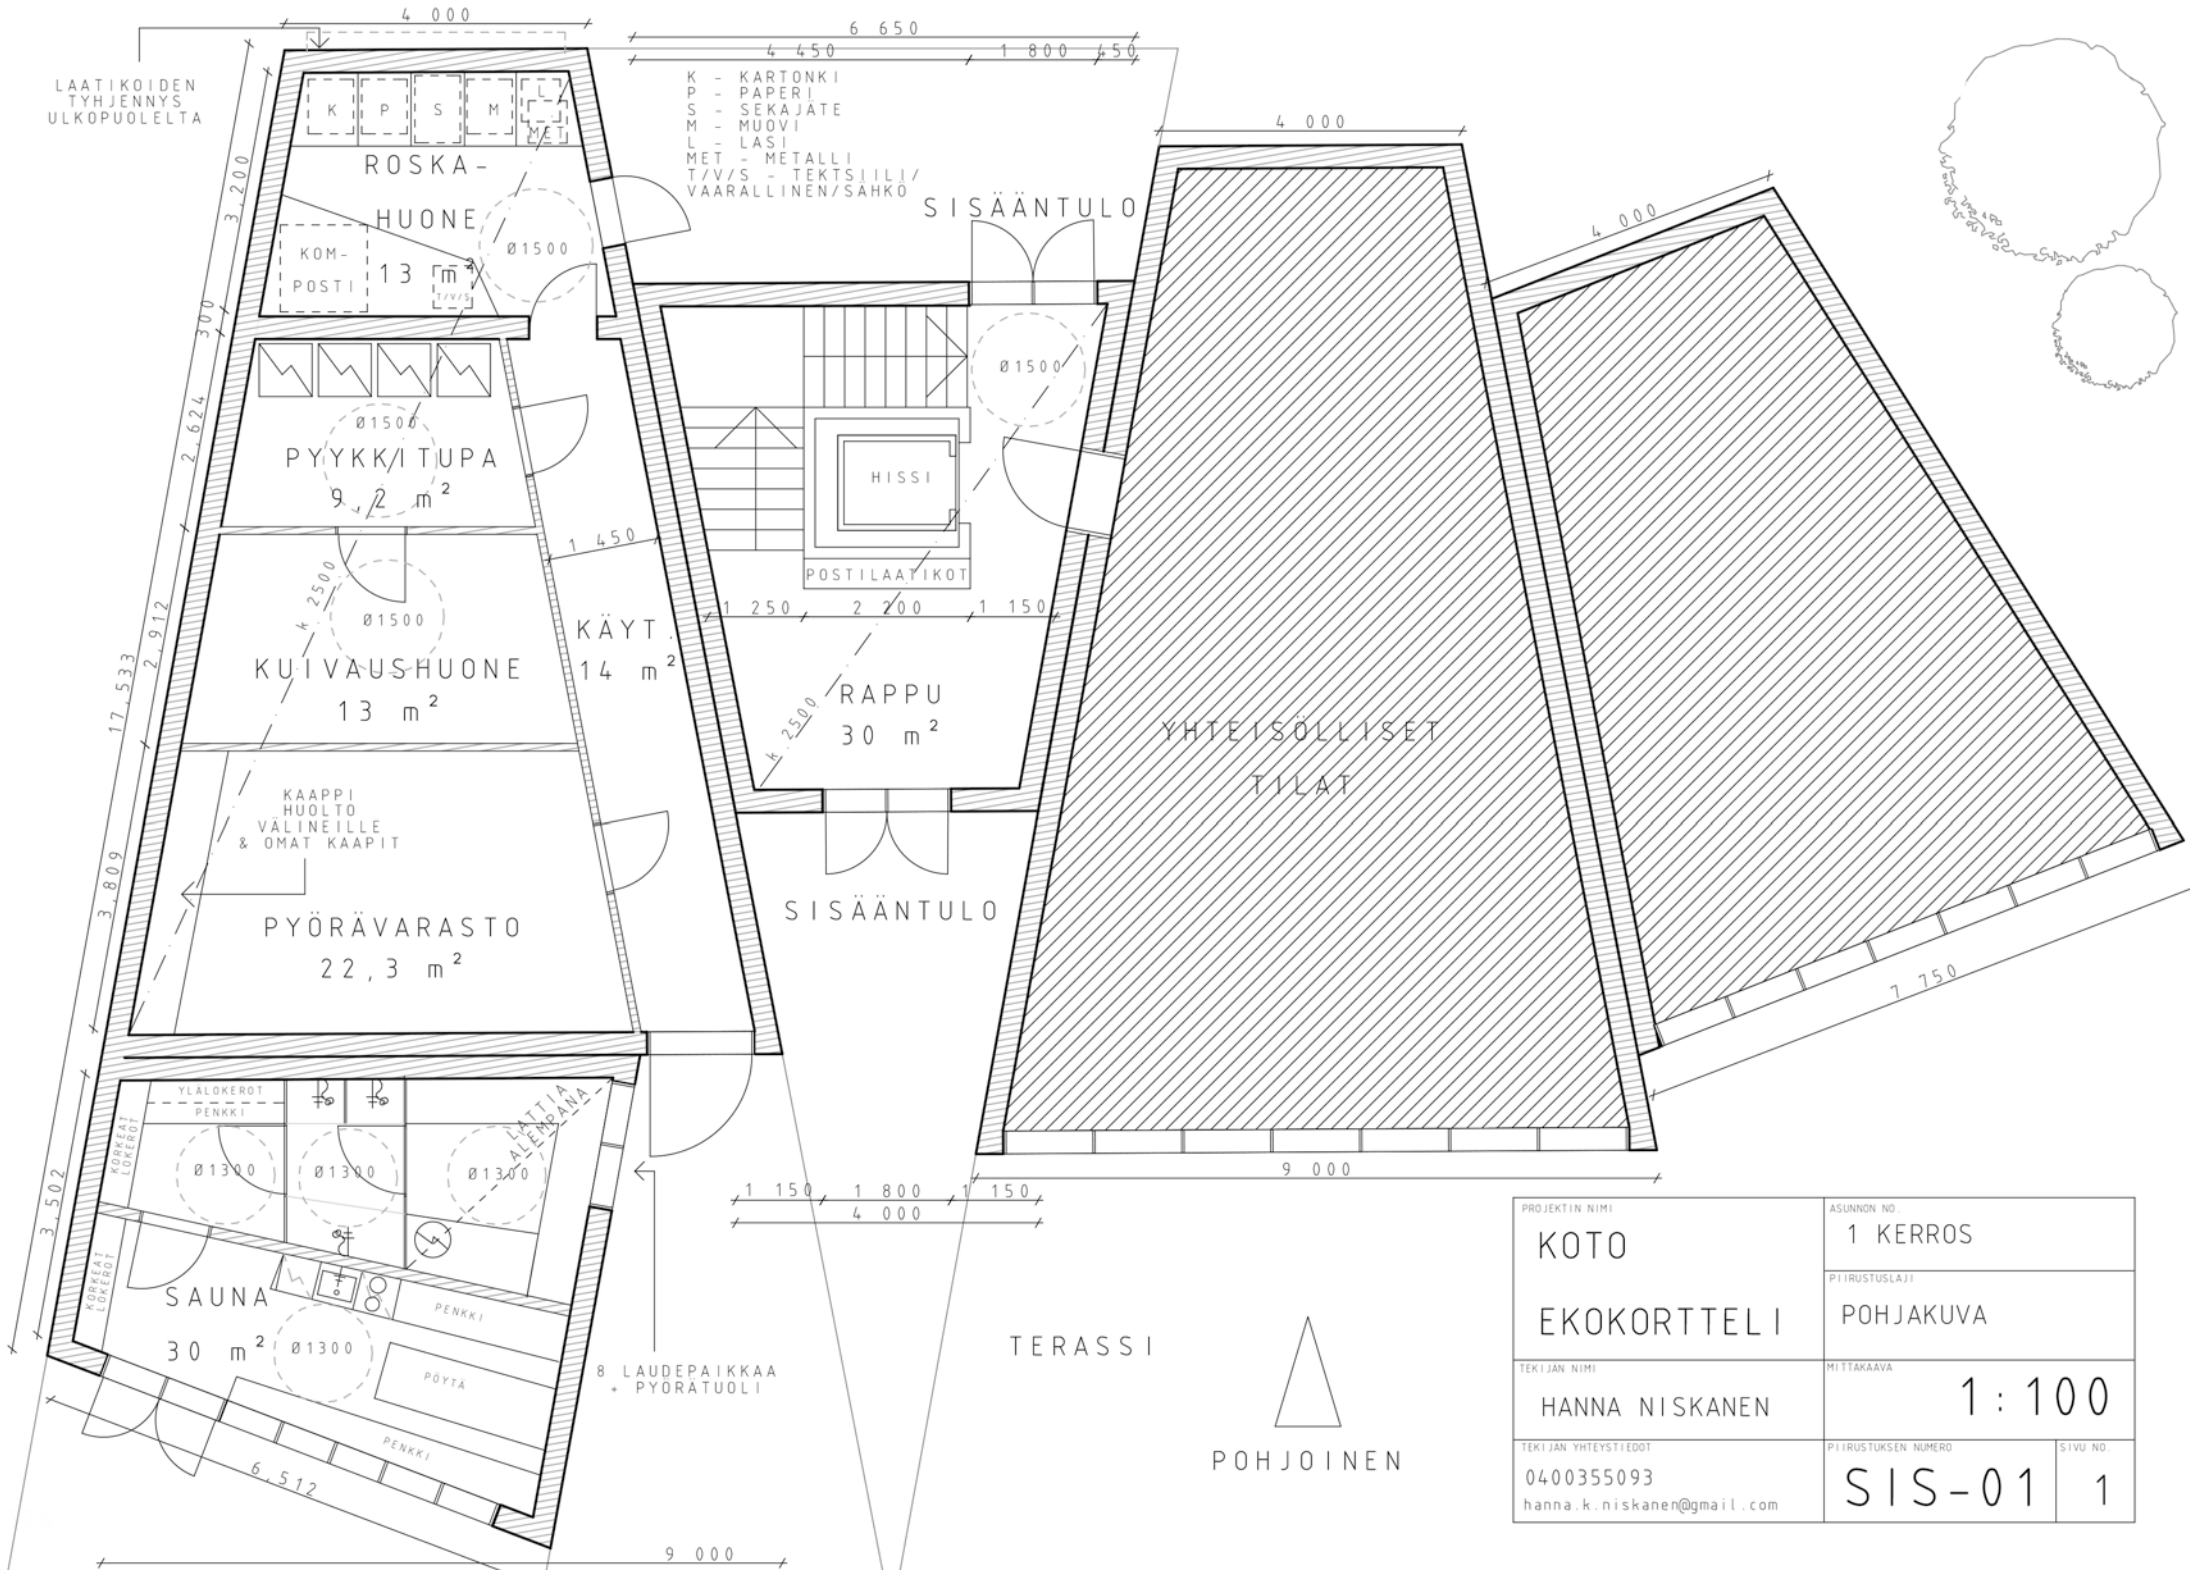 4 000
6 650
4 450
1 800
450
LAATIKOIDEN
TYHJENNYS
ULKOPUOLELTA
K - KARTONKI
P - PAPERI
S - SEKAJÄTE
M - MUOVI
L - LASI
MET - METALLI
T/V/S - TEKTSIILI/
VAARALLINEN/SÄHKÖ
K
P
S
M
L
MET
ROSKA-
HUONE
13 m²
KOM-
POSTI
T/V/S
Ø1500
3,200
300
2,624
2,912
17,533
3,809
3,502
SISÄÄNTULO
4 000
4 000
Ø1500
PYYKKITUPA
9,2 m²
Ø1500
HISSI
POSTILAATIKOT
1 450
k 2500
Ø1500
1 250
2 200
1 150
KUIVAUSHUONE
13 m²
KÄYT.
14 m²
k 2500
RAPPU
30 m²
YHTEISÖLLISET
TILAT
KAAPPI
HUOLTO
VÄLINEILLE
& OMAT KAAPIT
PYÖRÄVARASTO
22,3 m²
SISÄÄNTULO
7 750
YLÄLOKEROT
PENKKI
KORKEAT
LOKEROT
LATTIA
ALEMPANA
Ø1300
Ø1300
Ø1300
9 000
1 150
1 800
1 150
4 000
KORKEAT
LOKEROT
SAUNA
30 m²
Ø1300
PENKKI
PÖYTÄ
PENKKI
8 LAUDEPAIKKAA
+ PYÖRÄTUOLI
6,512
9 000
TERASSI
POHJOINEN
PROJEKTIN NIMI
KOTO
EKOKORTTELI
ASUNNON NO.
1 KERROS
PIIRUSTUSLAJI
POHJAKUVA
TEKIJAN NIMI
HANNA NISKANEN
MITTAKAAVA
1:100
TEKIJAN YHTEYSTIEDOT
0400355093
hanna.k.niskanen@gmail.com
PIIRUSTUKSEN NUMERO
SIS-01
SIVU NO.
1